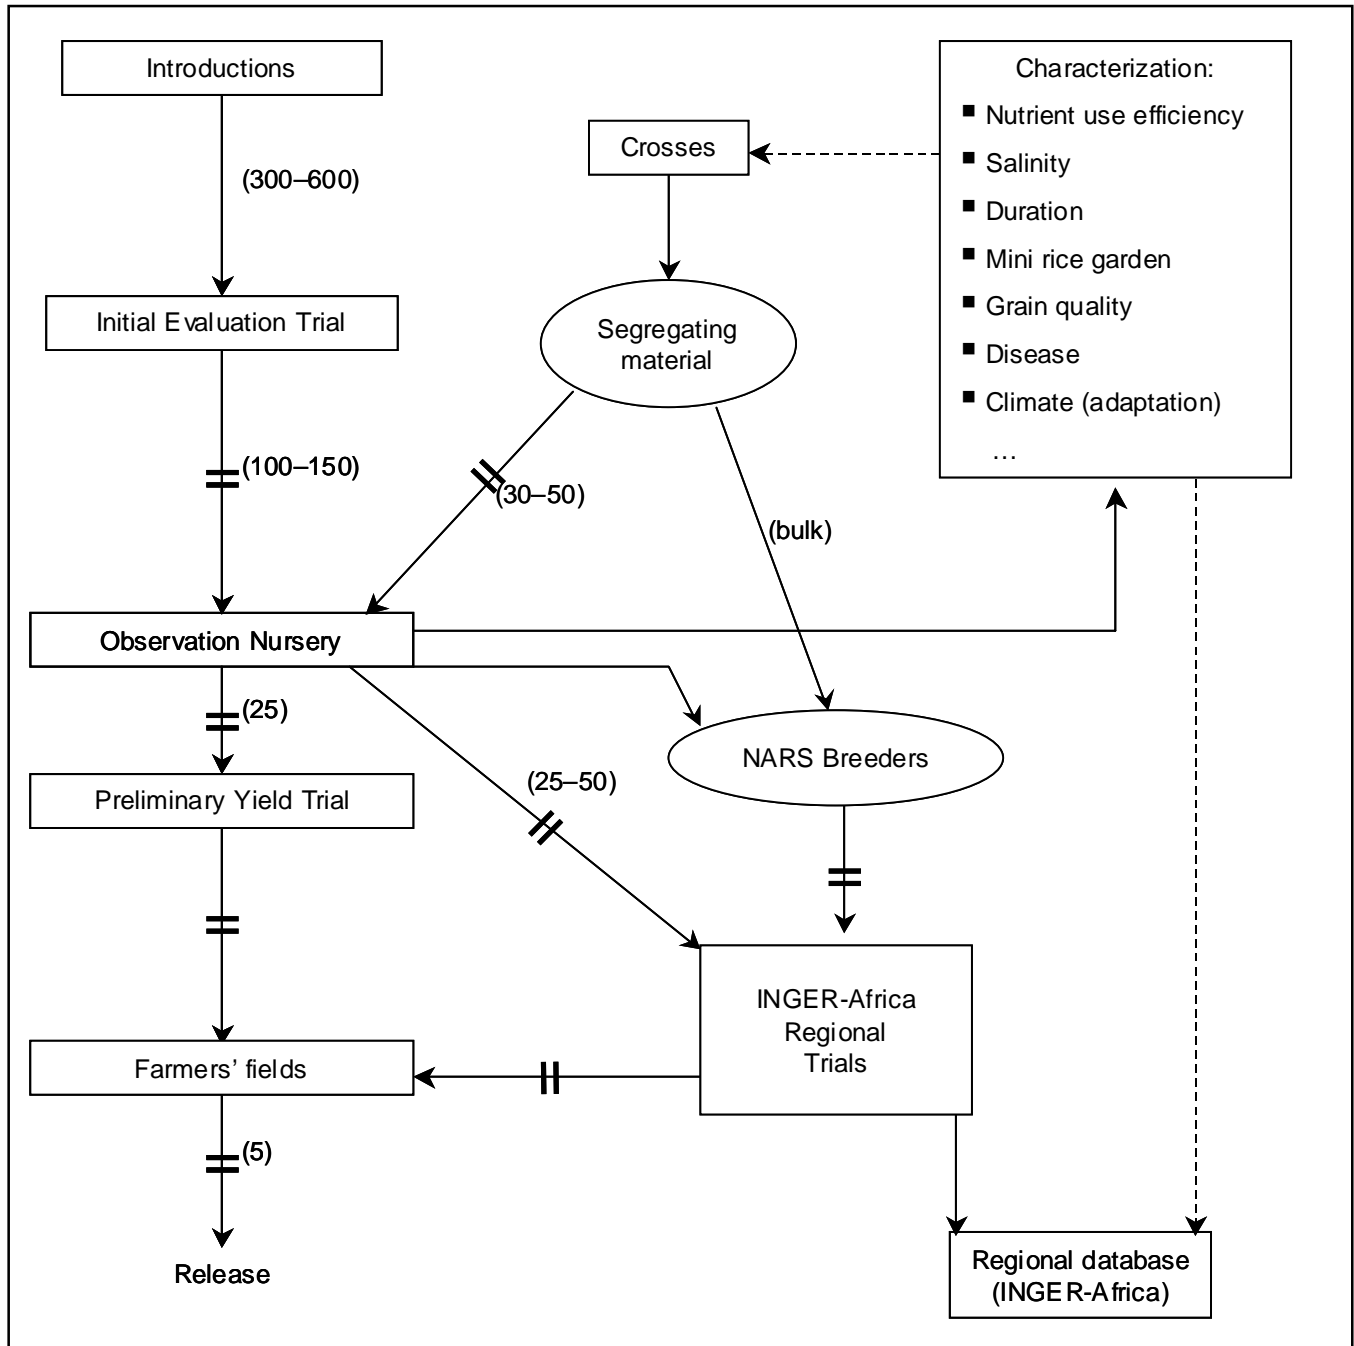 Introductions
(300–600)
Initial Evaluation Trial
(100–150)
Crosses
Segregating
material
(30–50)
(bulk)
Characterization:
▪ Nutrient use efficiency
▪ Salinity
▪ Duration
▪ Mini rice garden
▪ Grain quality
▪ Disease
▪ Climate (adaptation)
…
Observation Nursery
(25)
Preliminary Yield Trial
(25–50)
NARS Breeders
INGER-Africa
Regional
Trials
Farmers’ fields
(5)
Release
Regional database
(INGER-Africa)